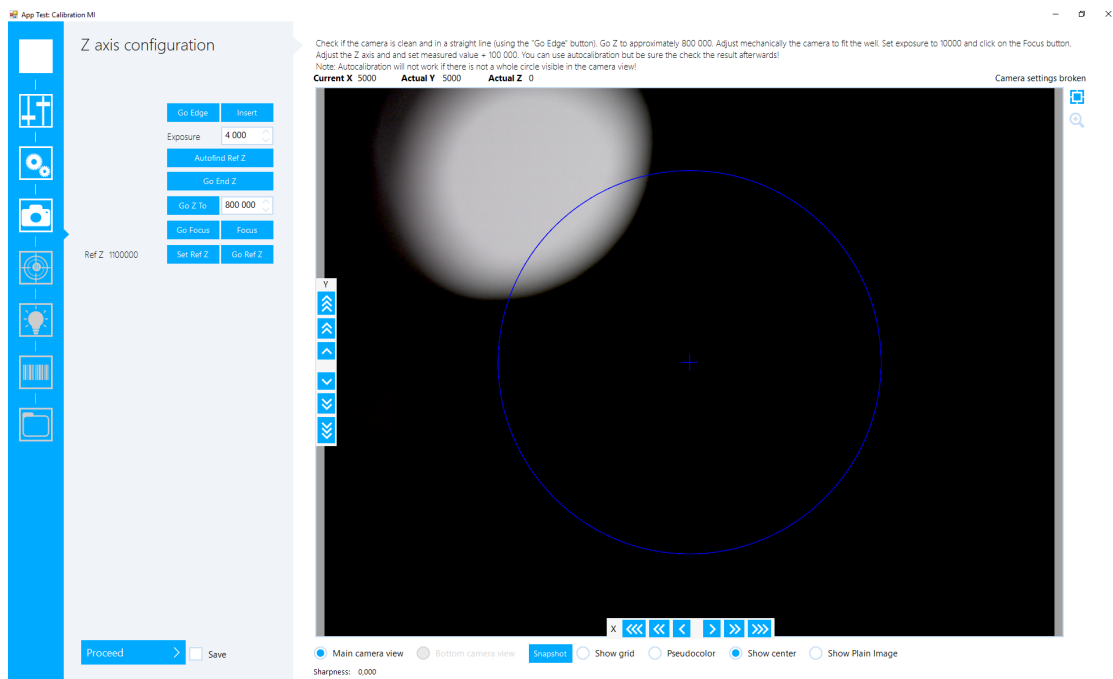 App Test: Calibration MI
Z axis configuration
Check if the camera is clean and in a straight line (using the "Go Edge" button). Go Z to approximately 800 000. Adjust mechanically the camera to fit the well. Set exposure to 10000 and click on the Focus button.
Adjust the Z axis and and set measured value + 100 000. You can use autocalibration but be sure the check the result afterwards!
Note: Autocalibration will not work if there is not a whole circle visible in the camera view!
Current X 5000 Actual Y 5000 Actual Z 0 Camera settings broken
Go Edge Insert
Exposure 4 000
Autofind Ref Z
Go End Z
Go Z To 800 000
Go Focus Focus
Ref Z 1100000 Set Ref Z Go Ref Z
Y
X
Proceed Save
Main camera view Bottom camera view Snapshot Show grid Pseudocolor Show center Show Plain Image
Sharpness: 0,000